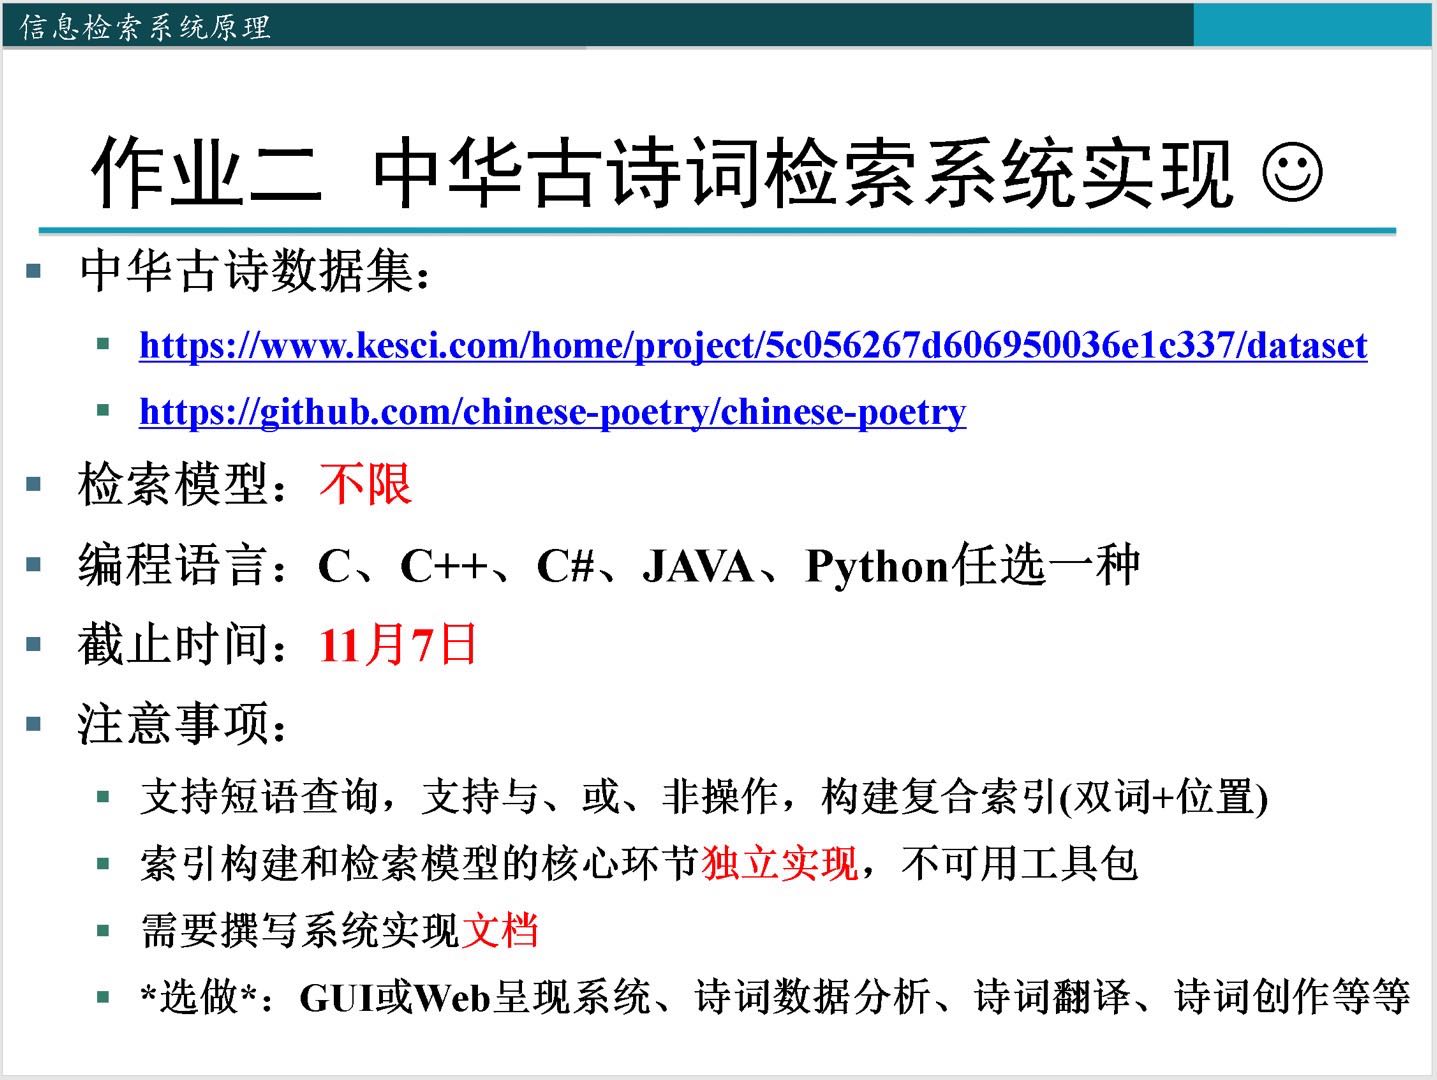 信息检索系统原理
作业二 中华古诗词检索系统实现 ☺
中华古诗数据集：
https://www.kesci.com/home/project/5c056267d606950036e1c337/dataset
https://github.com/chinese-poetry/chinese-poetry
检索模型：不限
编程语言：C、C++、C#、JAVA、Python任选一种
截止时间：11月7日
注意事项：
支持短语查询，支持与、或、非操作，构建复合索引(双词+位置)
索引构建和检索模型的核心环节独立实现，不可用工具包
需要撰写系统实现文档
*选做*：GUI或Web呈现系统、诗词数据分析、诗词翻译、诗词创作等等